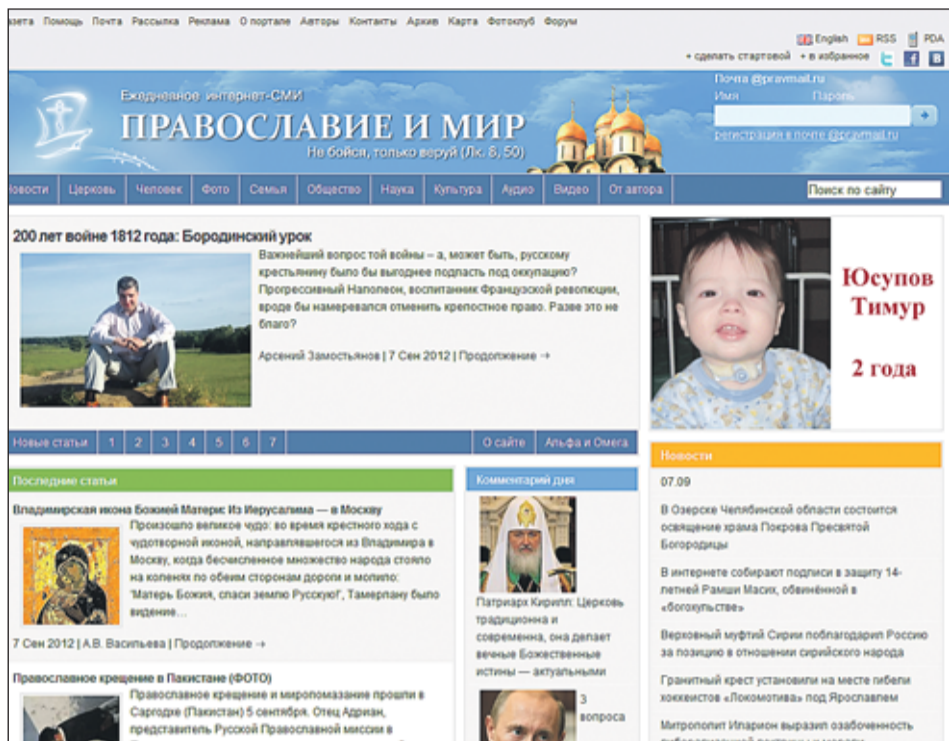 Помощь Почта Рассылка Реклама О портале Авторы Контакты Архив Карта Фотоклуб Форум
English RSS PDA
+ сделать стартовой + в избранное
Почта @pravmail.ru
Имя Пароль
Ежедневное интернет-СМИ
ПРАВОСЛАВИЕ И МИР
Не бойся, только веруй (Лк. 8, 50)
регистрация в почте @pravmail.ru
Церковь Человек Фото Семья Общество Наука Культура Аудио Видео От автора Поиск по сайту
200 лет войне 1812 года: Бородинский урок
Важнейший вопрос той войны – а, может быть, русскому
крестьянину было бы выгоднее подпасть под оккупацию?
Прогрессивный Наполеон, воспитанник Французской революции,
вроде бы намеревался отменить крепостное право. Разве это не
благо?
Арсений Замостьянов | 7 Сен 2012 | Продолжение →
Юсупов
Тимур
2 года
Новые статьи 1 2 3 4 5 6 7 О сайте Альфа и Омега
Последние статьи
Владимирская икона Божией Матери: Из Иерусалима — в Москву
Произошло великое чудо: во время крестного хода с
чудотворной иконой, направлявшегося из Владимира в
Москву, когда бесчисленное множество народа стояло
на коленях по обеим сторонам дороги и молило:
"Матерь Божия, спаси землю Русскую!", Тамерлану было
видение...
7 Сен 2012 | А.В. Васильева | Продолжение →
Православное крещение в Пакистане (ФОТО)
Православное крещение и миропомазание прошли в
Саргодхе (Пакистан) 5 сентября. Отец Адриан,
представитель Русской Православной миссии в
Комментарий дня
Патриарх Кирилл: Церковь
традиционна и
современна, она делает
вечные Божественные
истины — актуальными
3
вопроса
Новости
07.09
В Озерске Челябинской области состоится
освящение храма Покрова Пресвятой
Богородицы
В интернете собирают подписи в защиту 14-
летней Рамши Масих, обвинённой в
«богохульстве»
Верховный муфтий Сирии поблагодарил Россию
за позицию в отношении сирийского народа
Гранитный крест установили на месте гибели
хоккеистов «Локомотива» под Ярославлем
Митрополит Иларион выразил озабоченность